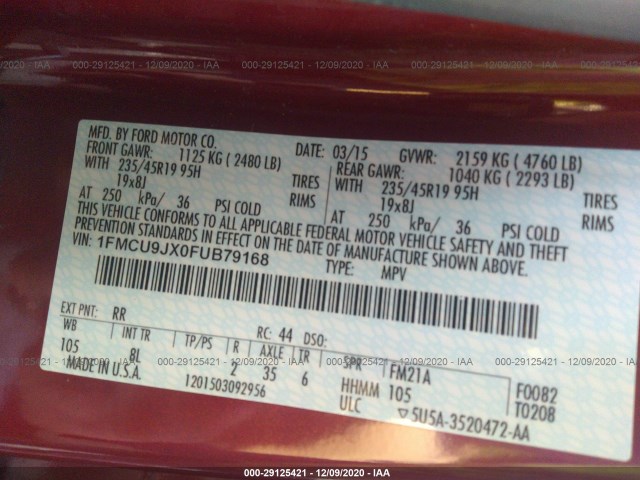 000-29125421 - 12/09/2020 - IAA
000-29125421 - 12/09/2020 - IAA
000-29125421 - 12/09/2020 - IAA
MFD. BY FORD MOTOR CO.
DATE: 03/15 GVWR: 2159 KG ( 4760 LB)
FRONT GAWR: 1125 KG ( 2480 LB)
REAR GAWR: 1040 KG ( 2293 LB)
WITH 235/45R19 95H TIRES
WITH 235/45R19 95H TIRES
19x8J RIMS
19x8J RIMS
AT 250 kPa/ 36 PSI COLD
AT 250 kPa/ 36 PSI COLD
THIS VEHICLE CONFORMS TO ALL APPLICABLE FEDERAL MOTOR VEHICLE SAFETY AND THEFT
PREVENTION STANDARDS IN EFFECT ON THE DATE OF MANUFACTURE SHOWN ABOVE.
1FMCU9JX0FUB79168
TYPE: MPV
000-29125421 - 12/09/2020 - IAA
000-29125421 - 12/09/2020 - IAA
000-29125421 - 12/09/2020 - IAA
EXT PNT: RR RC: 44 DSO:
WB INT TR TP/PS R AXLE TR SPR
105 8L 2 35 6 FM21A
MADE IN U.S.A.
1201503092956
HHMM 105
ULC
F0082
T0208
5U5A-3520472-AA
000-29125421 - 12/09/2020 - IAA